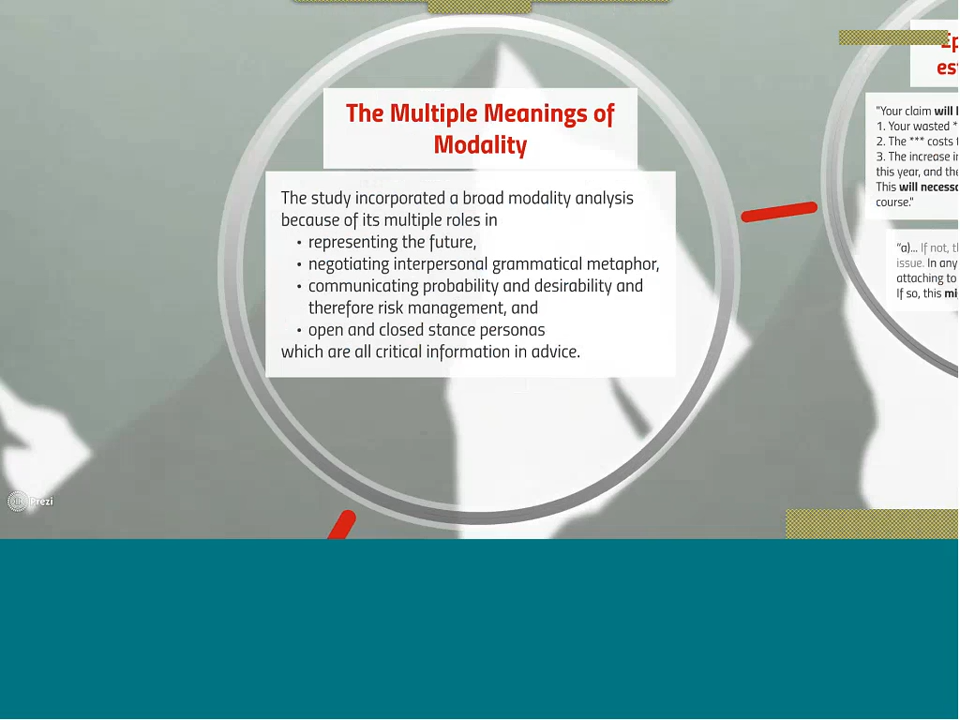 The Multiple Meanings of
Modality
The study incorporated a broad modality analysis
because of its multiple roles in
• representing the future,
• negotiating interpersonal grammatical metaphor,
• communicating probability and desirability and
therefore risk management, and
• open and closed stance personas
which are all critical information in advice.
"Your claim will
1. Your wasted *
2. The *** costs
3. The increase
this year, and
This will
course."
"a)... If not,
issue. In any
attaching to
If so, this
Prezi